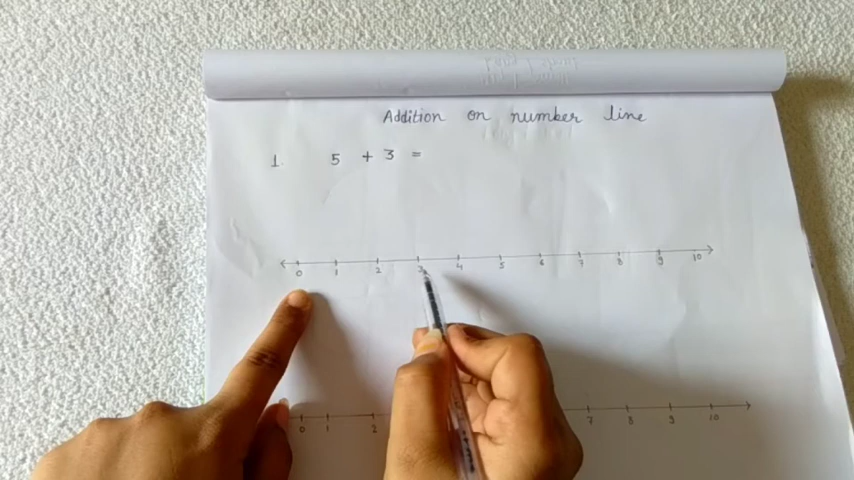 Addition on number line
1. 5 + 3 =
0 1 2 3 4 5 6 7 8 9 10
0 1 2 7 8 9 10